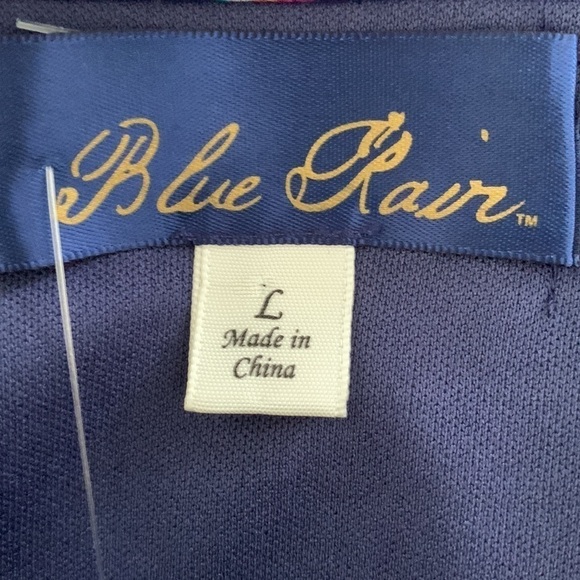 Blue Rain™
L
Made in
China